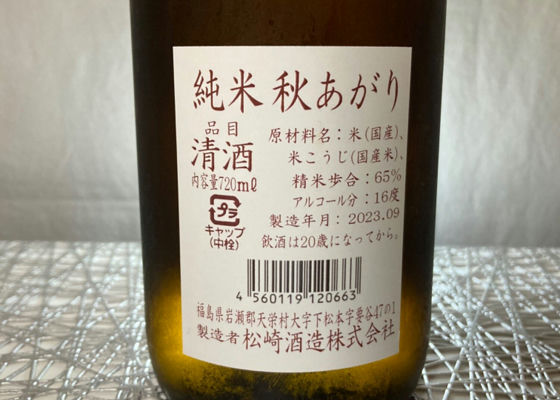 純米 秋あがり
品目
清酒
内容量720ml
プラ
キャップ
(中栓)
原材料名：米(国産)、
米こうじ(国産米)、
精米歩合：65%
アルコール分：16度
製造年月：2023.09
飲酒は20歳になってから。
4 560119 120663
福島県岩瀬郡天栄村大字下松本字要谷47の1
製造者 松崎酒造株式会社